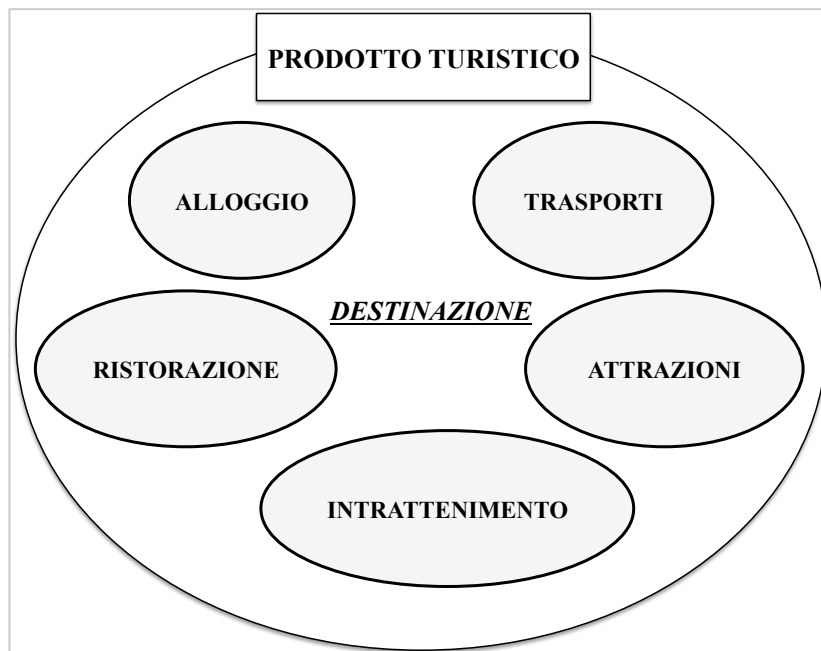 PRODOTTO TURISTICO
ALLOGGIO
TRASPORTI
DESTINAZIONE
RISTORAZIONE
ATTRAZIONI
INTRATTENIMENTO